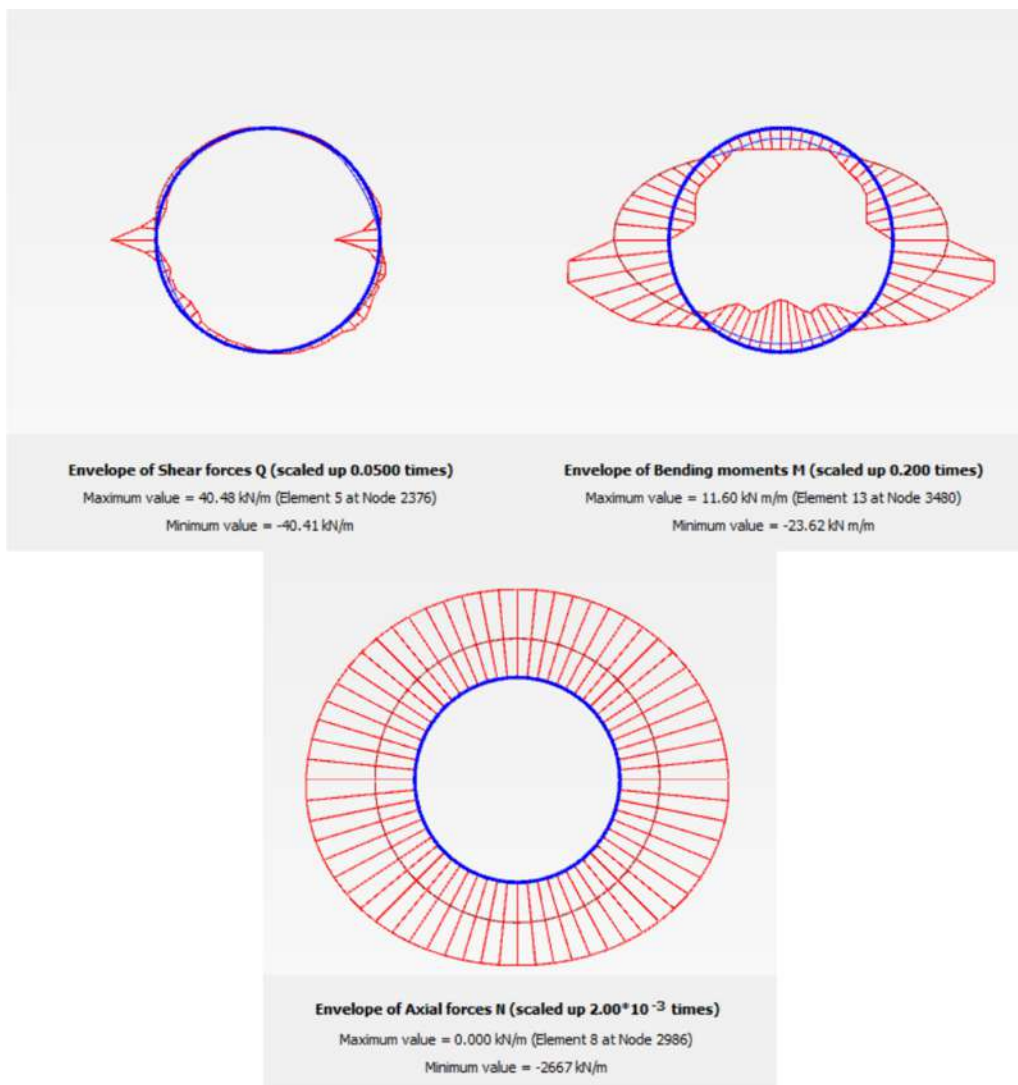 Envelope of Shear forces Q (scaled up 0.0500 times)
Maximum value = 40.48 kN/m (Element 5 at Node 2376)
Minimum value = -40.41 kN/m
Envelope of Bending moments M (scaled up 0.200 times)
Maximum value = 11.60 kN m/m (Element 13 at Node 3480)
Minimum value = -23.62 kN m/m
Envelope of Axial forces N (scaled up 2.00*10 -3 times)
Maximum value = 0.000 kN/m (Element 8 at Node 2986)
Minimum value = -2667 kN/m